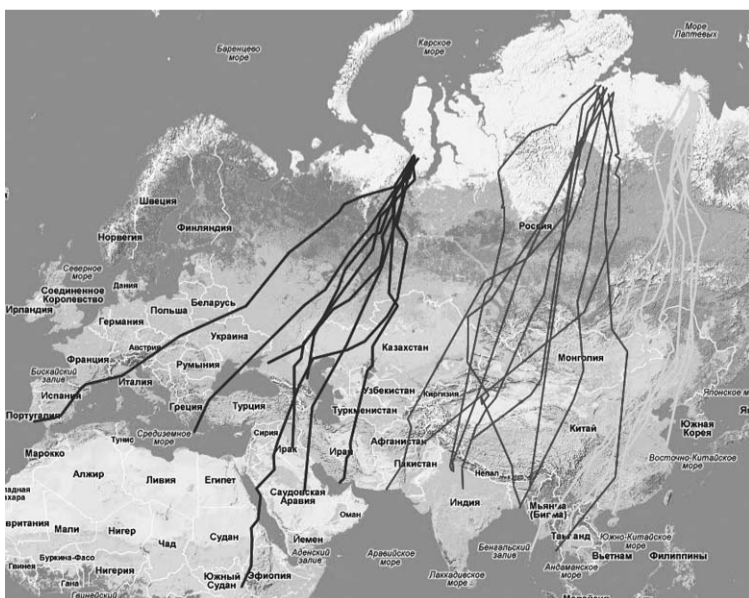 Баренцево
море
Карское
море
Море
Лаптевых
Швеция
Финляндия
Норвегия
Россия
Северное
море
Соединенное
Королевство
Дания
Ирландия
Беларусь
Польша
Германия
Украина
Австрия
Франция
Казахстан
Монголия
Бискайский
залив
Румыния
Италия
Испания
Узбекистан
Киргизия
Японское м
Португалия
Греция
Турция
Туркменистан
Китай
Южная
Корея
Тунис
Средиземное
море
Сирия
Ирак
Иран
Афганистан
Пакистан
Восточно-Китайское
море
Марокко
Непал
Алжир
Ливия
Египет
Саудовская
Аравия
Индия
Мьянма
(Бирма)
Оман
Мали
Нигер
Чад
Судан
Йемен
Аденский
залив
Аравийское
море
Бенгальский
залив
Вьетнам
Южно-Китайское
море
Филиппины
Буркина-Фасо
Гвинея
Гана
Нигерия
Южный
Судан
Эфиопия
Лаккадивское
море
Андаманское
море